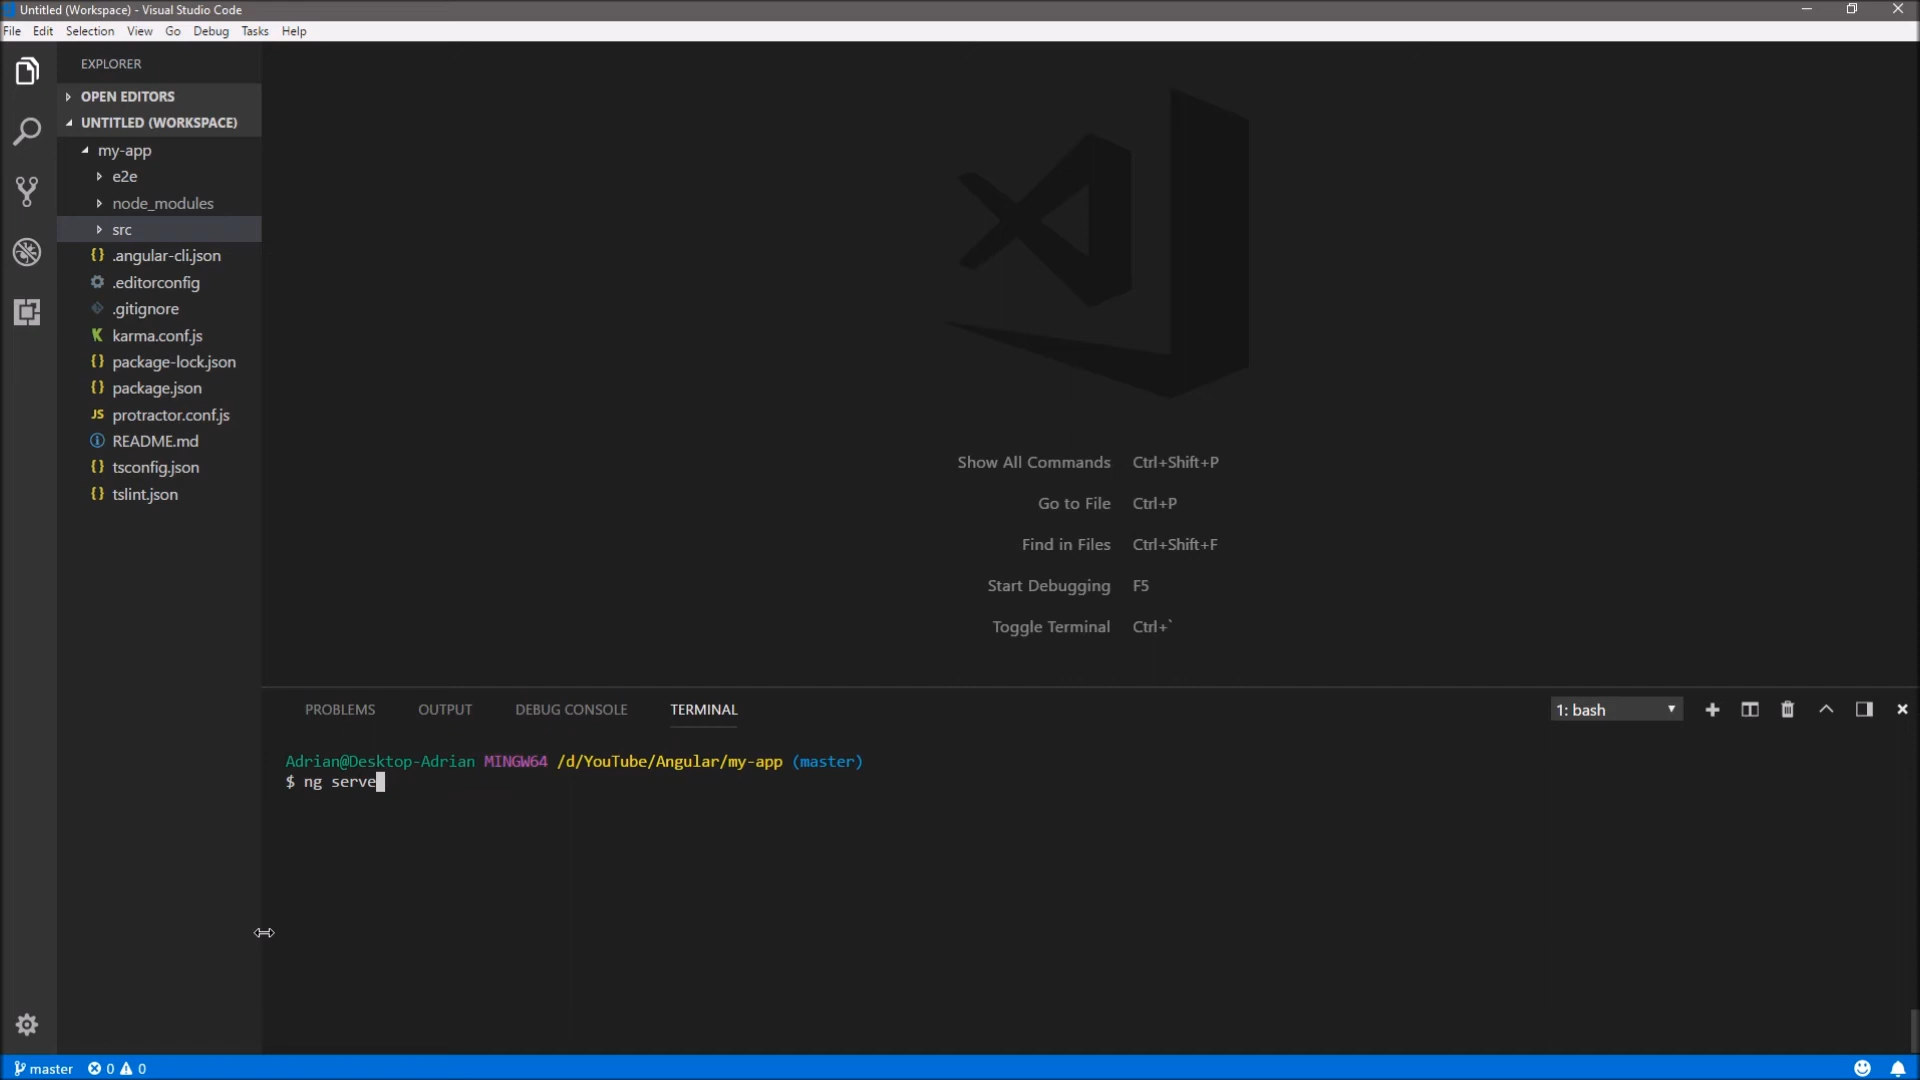 Untitled (Workspace) - Visual Studio Code
File Edit Selection View Go Debug Tasks Help
EXPLORER
OPEN EDITORS
UNTITLED (WORKSPACE)
my-app
e2e
node_modules
src
{} .angular-cli.json
.editorconfig
.gitignore
K karma.conf.js
{} package-lock.json
{} package.json
JS protractor.conf.js
README.md
{} tsconfig.json
{} tslint.json
Show All Commands Ctrl+Shift+P
Go to File Ctrl+P
Find in Files Ctrl+Shift+F
Start Debugging F5
Toggle Terminal Ctrl+`
PROBLEMS OUTPUT DEBUG CONSOLE TERMINAL 1: bash
Adrian@Desktop-Adrian MINGW64 /d/YouTube/Angular/my-app (master)
$ ng serve
master 0 0